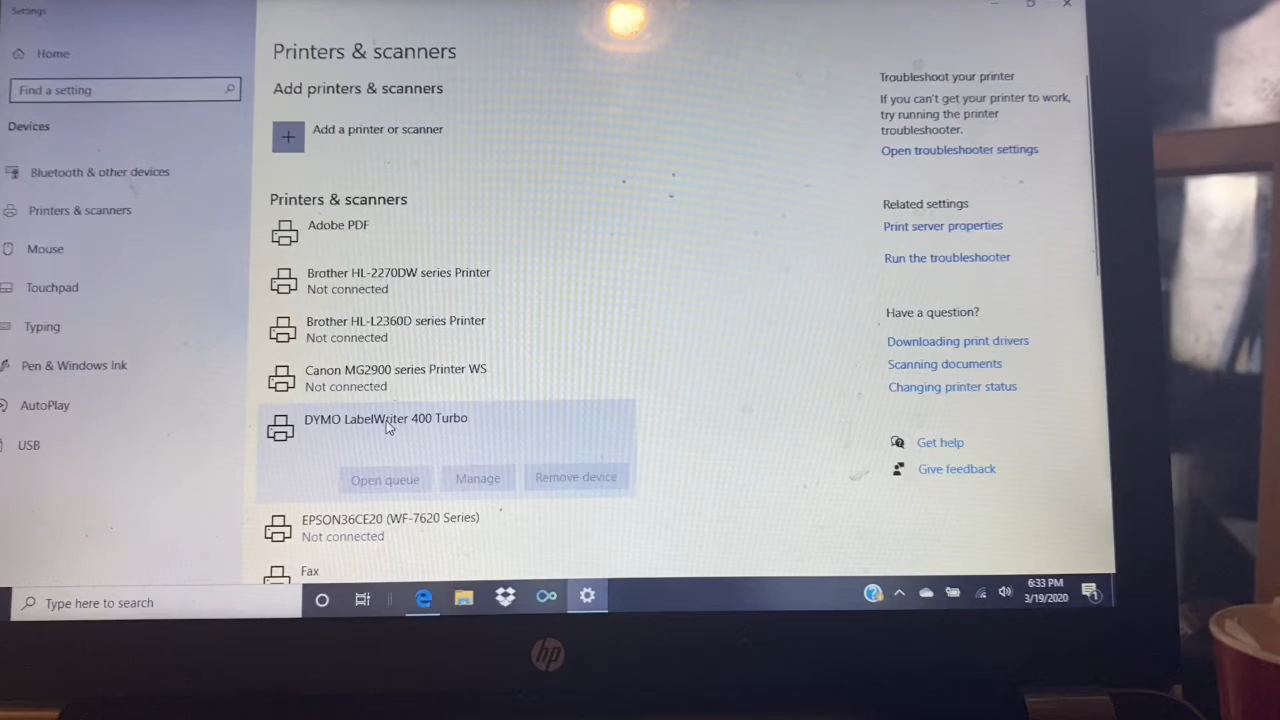 Settings
Home
Find a setting
Devices
Bluetooth & other devices
Printers & scanners
Mouse
Touchpad
Typing
Pen & Windows Ink
AutoPlay
USB
Printers & scanners
Add printers & scanners
Add a printer or scanner
Printers & scanners
Adobe PDF
Brother HL-2270DW series Printer
Not connected
Brother HL-L2360D series Printer
Not connected
Canon MG2900 series Printer WS
Not connected
DYMO LabelWriter 400 Turbo
Open queue
Manage
Remove device
EPSON36CE20 (WF-7620 Series)
Not connected
Fax
Troubleshoot your printer
If you can't get your printer to work,
try running the printer
troubleshooter.
Open troubleshooter settings
Related settings
Print server properties
Run the troubleshooter
Have a question?
Downloading print drivers
Scanning documents
Changing printer status
Get help
Give feedback
Type here to search
6:33 PM
3/19/2020
1
hp